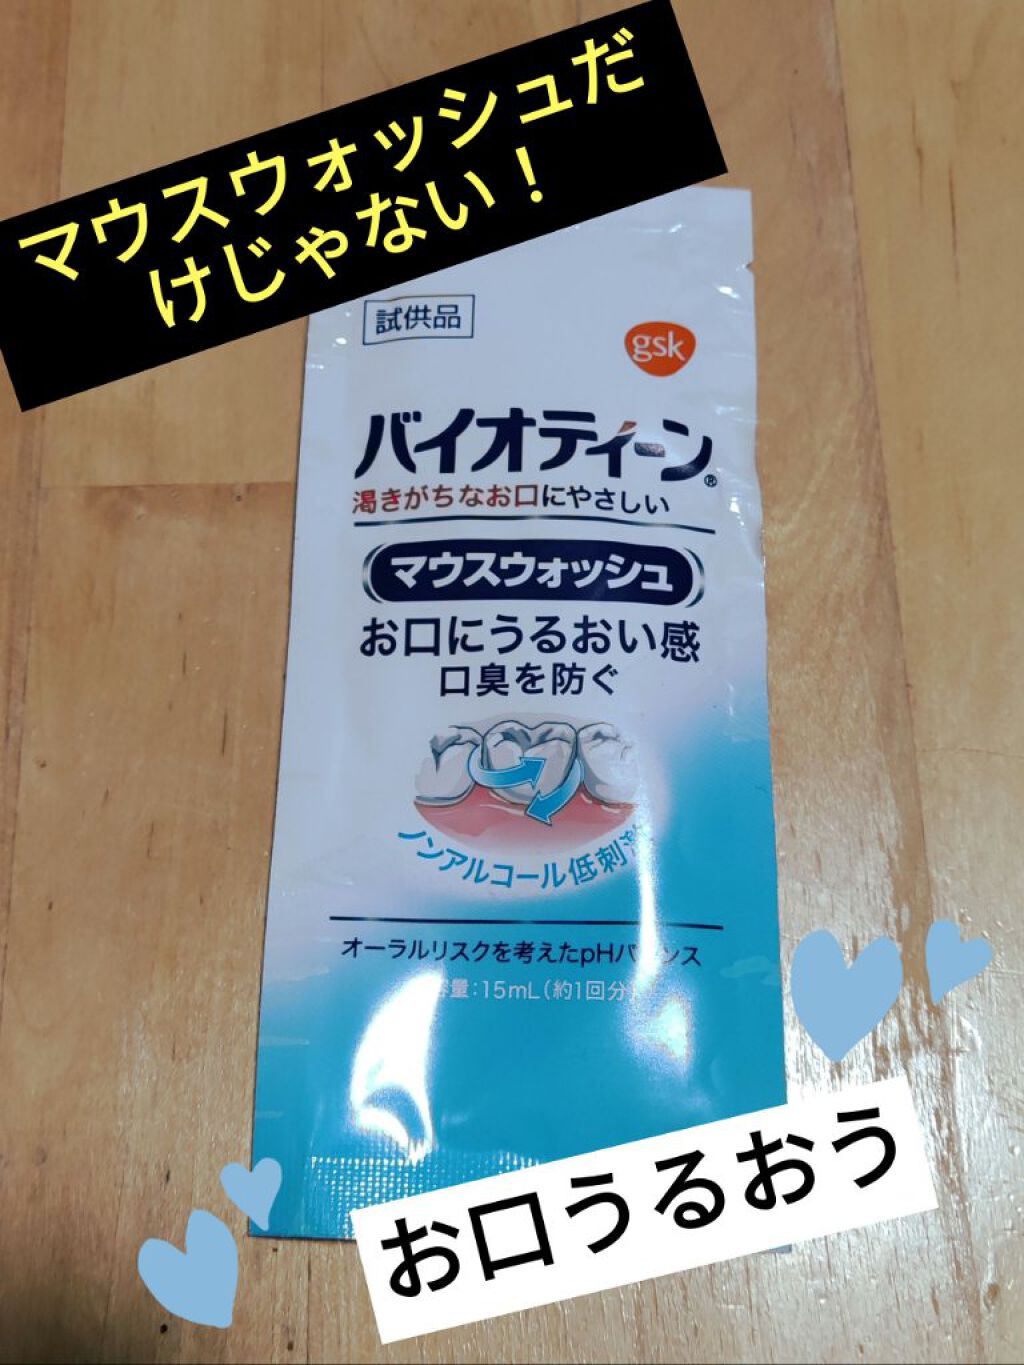 マウスウォッシュだ
けじゃない！
試供品
gsk
バイオティーン®
渇きがちなお口にやさしい
マウスウォッシュ
お口にうるおい感
口臭を防ぐ
ノンアルコール低刺激
オーラルリスクを考えたpHバランス
容量:15mL(約1回分)
お口うるおう